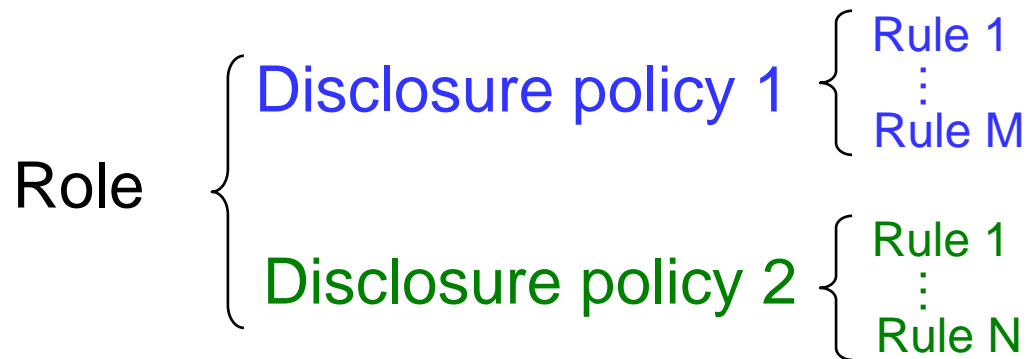 Role
Disclosure policy 1
Rule 1
⋮
Rule M
Disclosure policy 2
Rule 1
⋮
Rule N